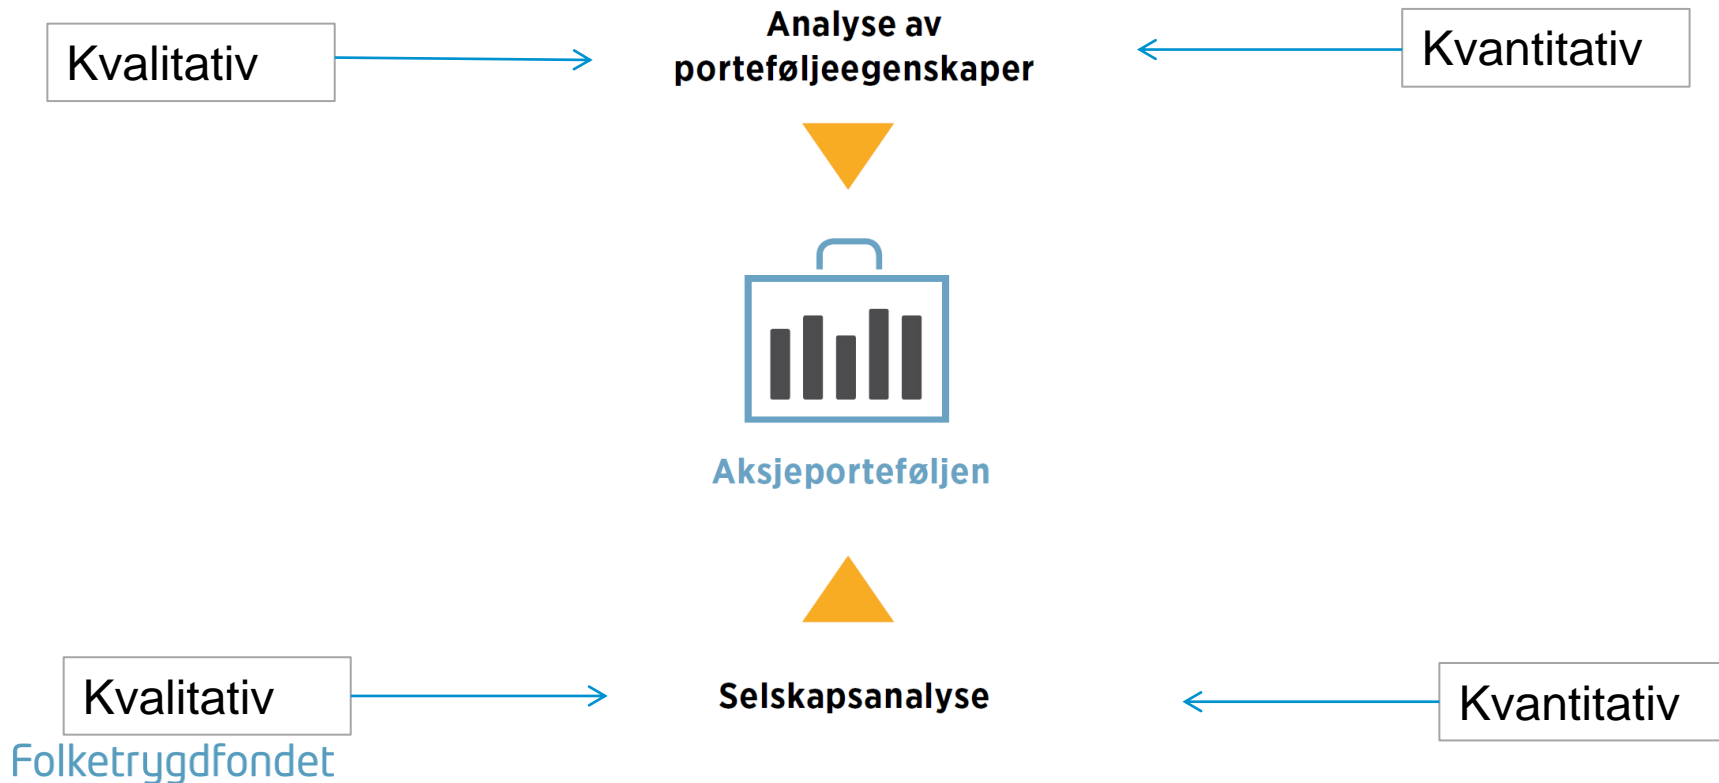 Kvalitativ
Analyse av
porteføljeegenskaper
Kvantitativ
Aksjeporteføljen
Kvalitativ
Selskapsanalyse
Kvantitativ
Folketrygdfondet